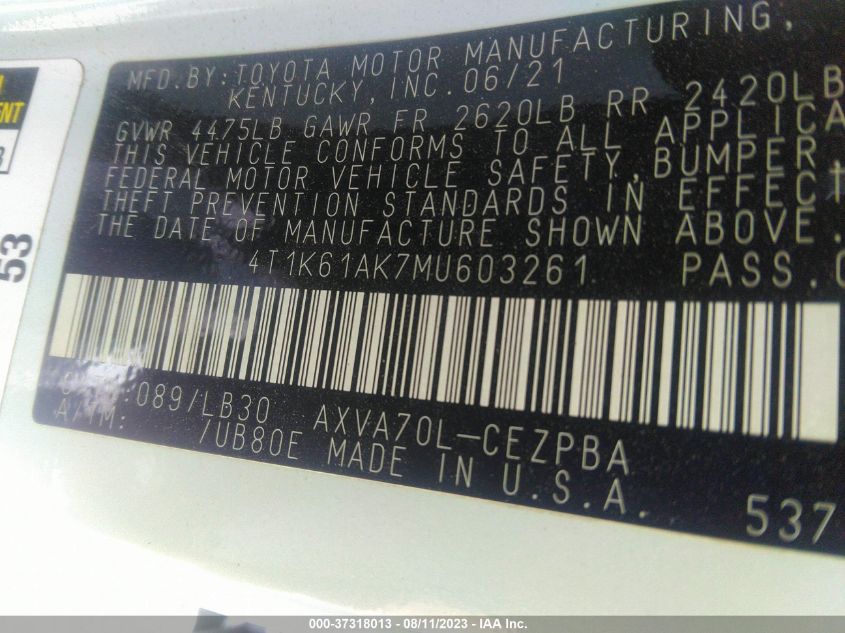 MFD.BY:TOYOTA MOTOR MANUFACTURING,
KENTUCKY, INC. 06/21
GVWR 4475LB GAWR FR 2620LB RR 2420LB
THIS VEHICLE CONFORMS TO ALL APPLICA
FEDERAL MOTOR VEHICLE SAFETY, BUMPER
THEFT PREVENTION STANDARDS IN EFFECT
THE DATE OF MANUFACTURE SHOWN ABOVE.
4T1K61AK7MU603261 PASS.
089/LB30 AXVA70L-CEZPBA
A/TM: /UB80E MADE IN U.S.A.
537
53
000-37318013 - 08/11/2023 - IAA Inc.